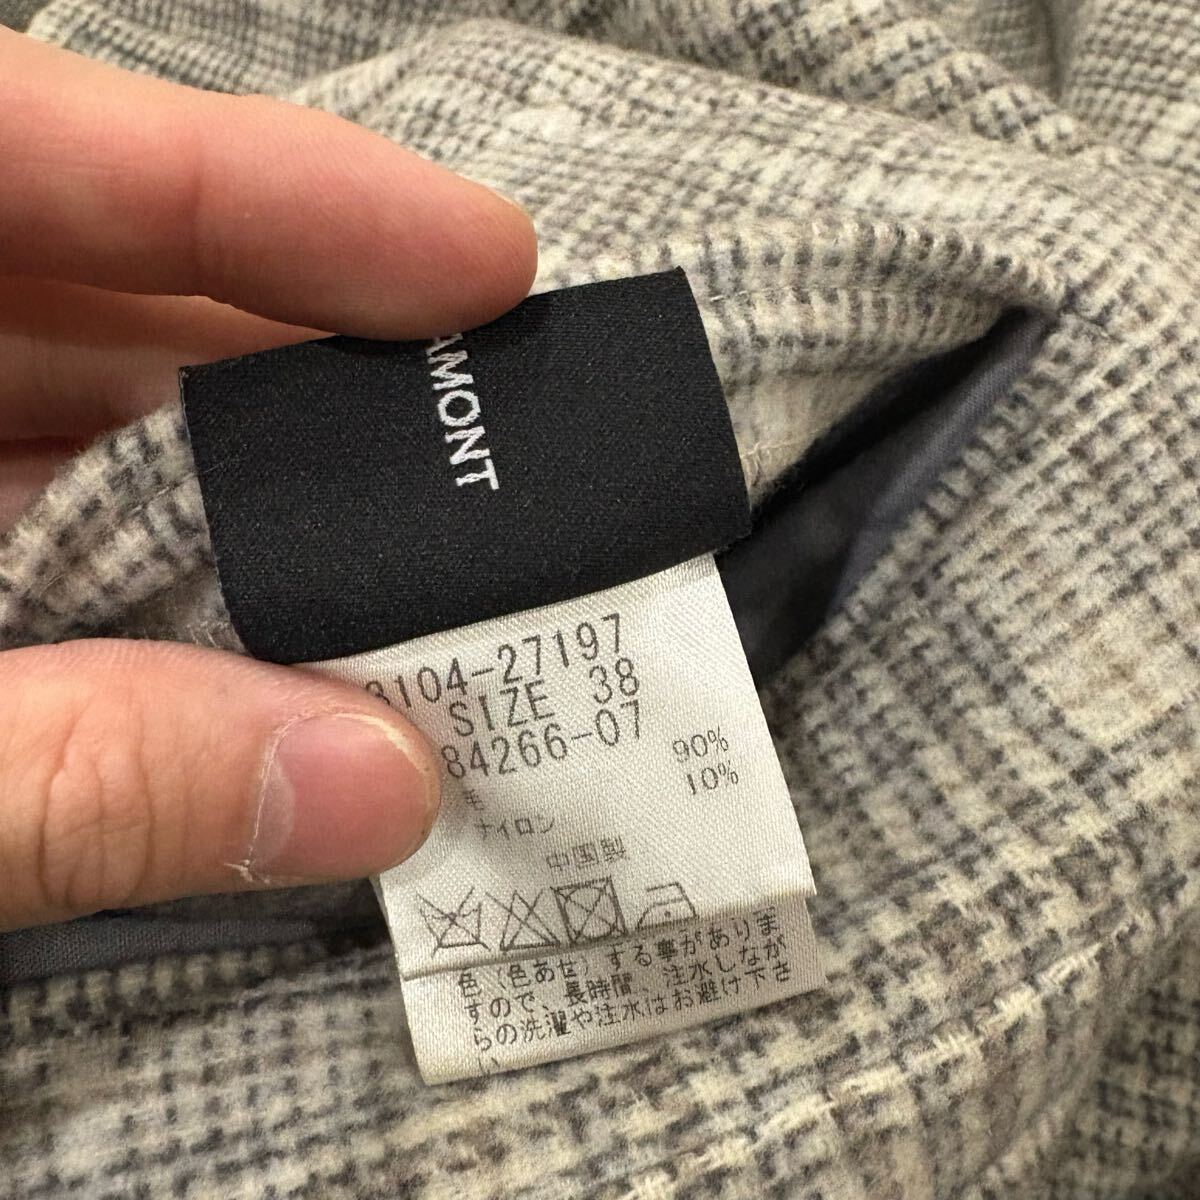 AMONT
3104-27197
SIZE 38
84266-07
毛 90%
ナイロン 10%
中国製
色(色あせ)する事がありま
すので、長時間、注水しなが
らの洗濯や注水はお避け下さ
い